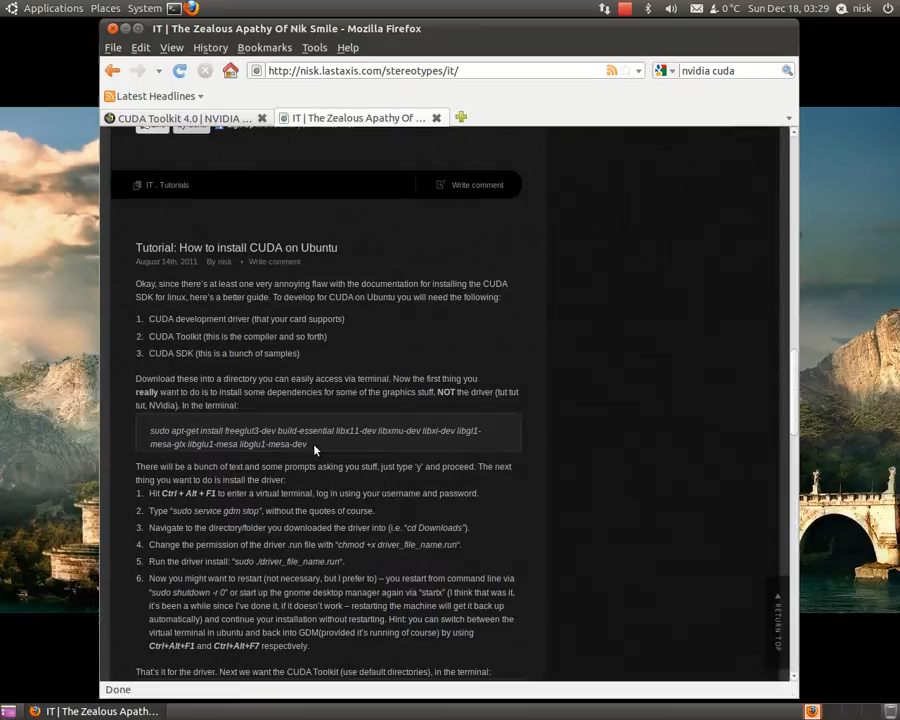 Applications Places System 0 °C Sun Dec 18, 03:29 nisk
IT | The Zealous Apathy Of Nik Smile - Mozilla Firefox
File Edit View History Bookmarks Tools Help
http://nisk.lastaxis.com/stereotypes/it/ nvidia cuda
Latest Headlines
CUDA Toolkit 4.0 | NVIDIA ... IT | The Zealous Apathy Of ...
IT . Tutorials Write comment
Tutorial: How to install CUDA on Ubuntu
August 14th, 2011 By nisk Write comment
Okay, since there's at least one very annoying flaw with the documentation for installing the CUDA
SDK for linux, here's a better guide. To develop for CUDA on Ubuntu you will need the following:
1. CUDA development driver (that your card supports)
2. CUDA Toolkit (this is the compiler and so forth)
3. CUDA SDK (this is a bunch of samples)
Download these into a directory you can easily access via terminal. Now the first thing you
really want to do is to install some dependencies for some of the graphics stuff, NOT the driver (tut tut
tut, NVidia). In the terminal:
sudo apt-get install freeglut3-dev build-essential libx11-dev libxmu-dev libxi-dev libgl1-
mesa-glx libglu1-mesa libglu1-mesa-dev
There will be a bunch of text and some prompts asking you stuff, just type 'y' and proceed. The next
thing you want to do is install the driver:
1. Hit Ctrl + Alt + F1 to enter a virtual terminal, log in using your username and password.
2. Type "sudo service gdm stop", without the quotes of course.
3. Navigate to the directory/folder you downloaded the driver into (i.e. "cd Downloads").
4. Change the permission of the driver .run file with "chmod +x driver_file_name.run".
5. Run the driver install: "sudo ./driver_file_name.run".
6. Now you might want to restart (not necessary, but I prefer to) – you restart from command line via
"sudo shutdown -r 0" or start up the gnome desktop manager again via "startx" (I think that was it,
it's been a while since I've done it, if it doesn't work – restarting the machine will get it back up
automatically) and continue your installation without restarting. Hint: you can switch between the
virtual terminal in ubuntu and back into GDM(provided it's running of course) by using
Ctrl+Alt+F1 and Ctrl+Alt+F7 respectively.
That's it for the driver. Next we want the CUDA Toolkit (use default directories), in the terminal:
RETURN TOP
Done
IT | The Zealous Apath...